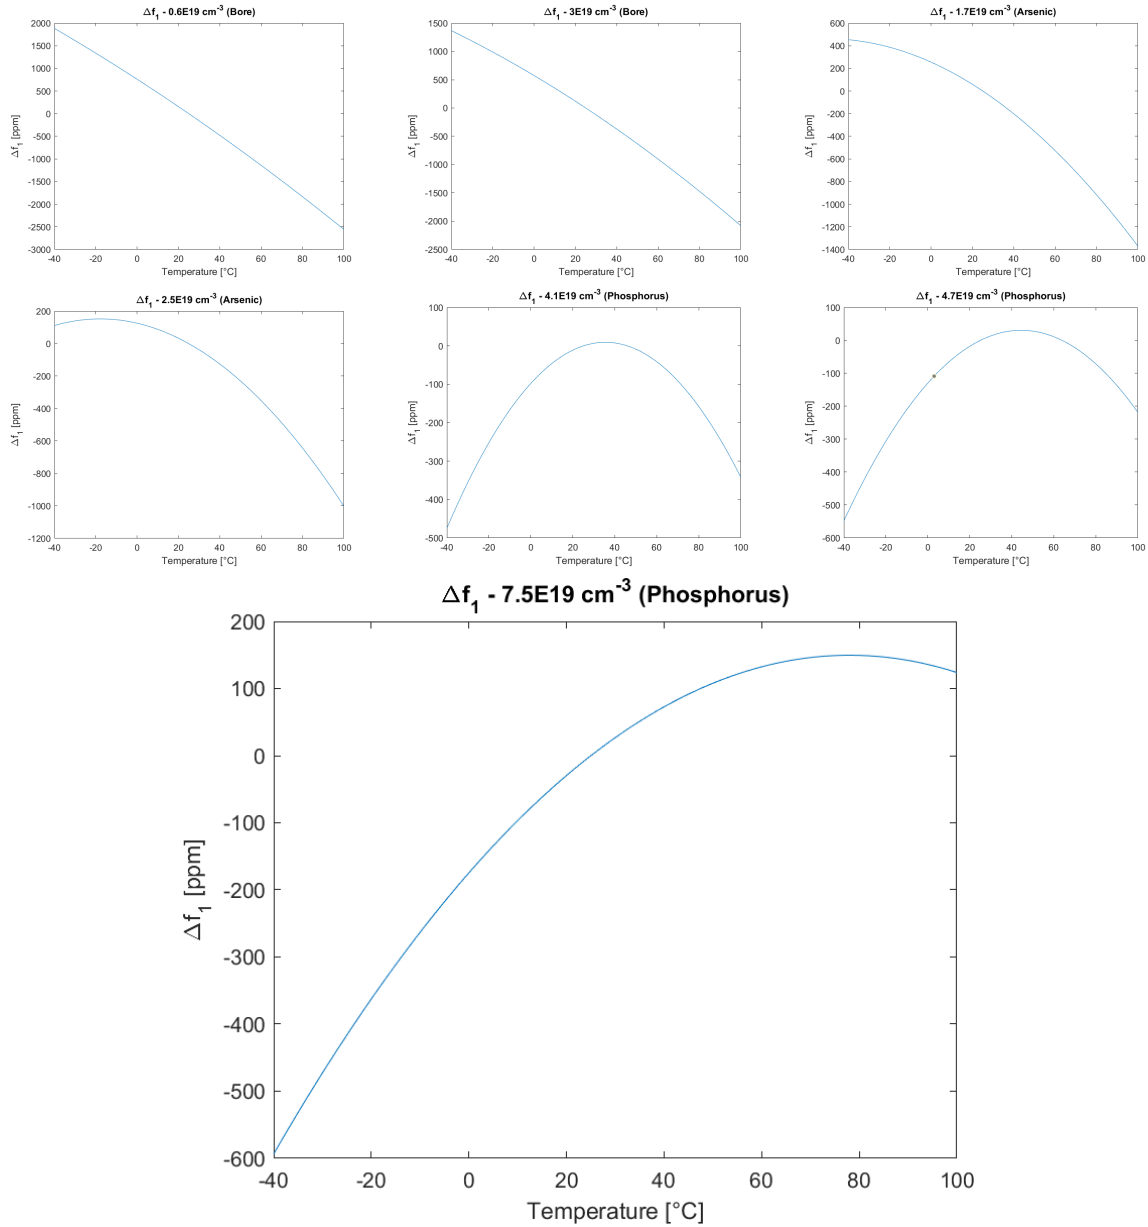 Δf₁ - 0.6E19 cm⁻³ (Bore)
2000
1500
1000
500
0
-500
-1000
-1500
-2000
-2500
-3000
Δf₁ [ppm]
-40 -20 0 20 40 60 80 100
Temperature [°C]
Δf₁ - 3E19 cm⁻³ (Bore)
1500
1000
500
0
-500
-1000
-1500
-2000
-2500
Δf₁ [ppm]
-40 -20 0 20 40 60 80 100
Temperature [°C]
Δf₁ - 1.7E19 cm⁻³ (Arsenic)
600
400
200
0
-200
-400
-600
-800
-1000
-1200
-1400
Δf₁ [ppm]
-40 -20 0 20 40 60 80 100
Temperature [°C]
Δf₁ - 2.5E19 cm⁻³ (Arsenic)
200
0
-200
-400
-600
-800
-1000
-1200
Δf₁ [ppm]
-40 -20 0 20 40 60 80 100
Temperature [°C]
Δf₁ - 4.1E19 cm⁻³ (Phosphorus)
100
0
-100
-200
-300
-400
-500
Δf₁ [ppm]
-40 -20 0 20 40 60 80 100
Temperature [°C]
Δf₁ - 4.7E19 cm⁻³ (Phosphorus)
100
0
-100
-200
-300
-400
-500
-600
Δf₁ [ppm]
-40 -20 0 20 40 60 80 100
Temperature [°C]
Δf₁ - 7.5E19 cm⁻³ (Phosphorus)
200
100
0
-100
-200
-300
-400
-500
-600
Δf₁ [ppm]
-40 -20 0 20 40 60 80 100
Temperature [°C]